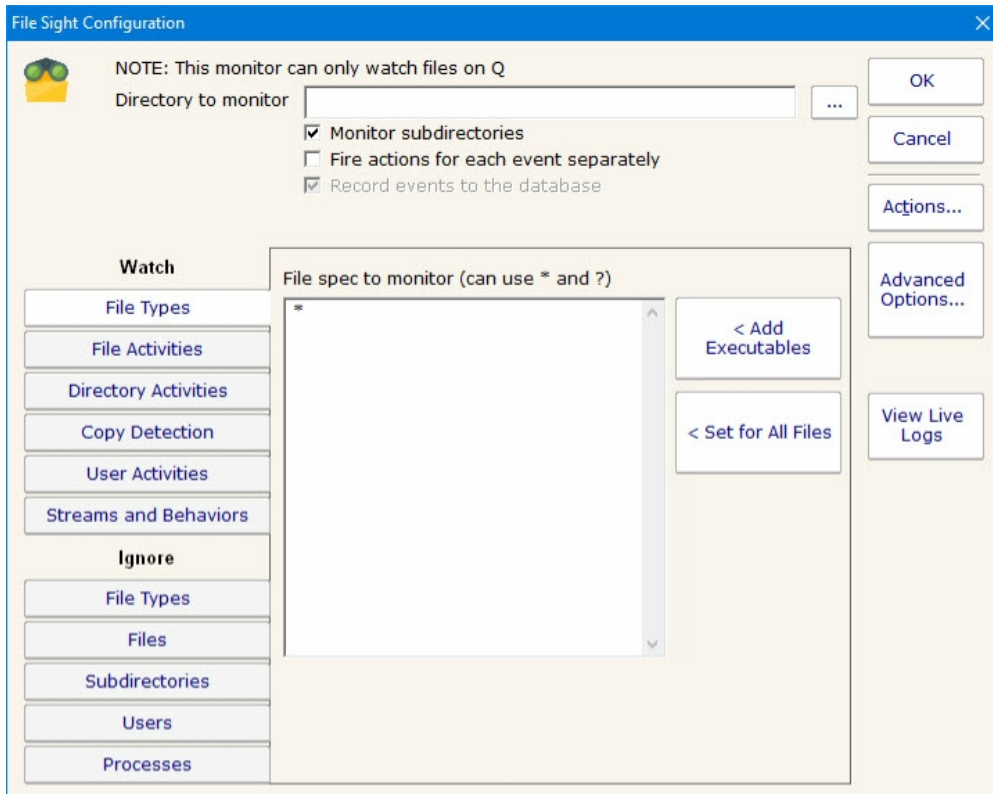 File Sight Configuration
NOTE: This monitor can only watch files on Q
Directory to monitor
...
Monitor subdirectories
Fire actions for each event separately
Record events to the database
OK
Cancel
Actions...
Advanced
Options...
View Live
Logs
Watch
File Types
File Activities
Directory Activities
Copy Detection
User Activities
Streams and Behaviors
Ignore
File Types
Files
Subdirectories
Users
Processes
File spec to monitor (can use * and ?)
*
< Add
Executables
< Set for All Files